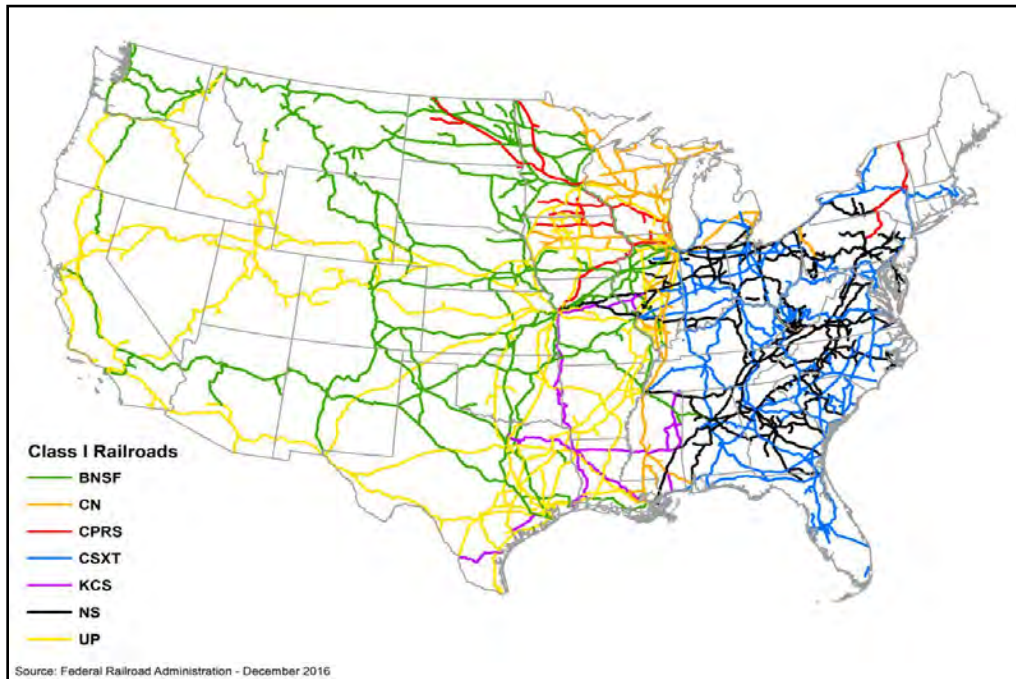 Class I Railroads
BNSF
CN
CPRS
CSXT
KCS
NS
UP
Source: Federal Railroad Administration - December 2016